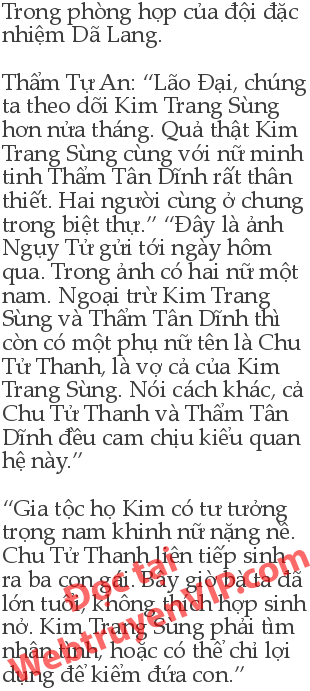 Trong phòng họp của đội đặc
nhiệm Dã Lang.
Thẩm Tự An: “Lão Đại, chúng
ta theo dõi Kim Trang Sùng
hơn nửa tháng. Quả thật Kim
Trang Sùng cùng với nữ minh
tinh Thẩm Tân Dĩnh rất thân
thiết. Hai người cùng ở chung
trong biệt thự.” “Đây là ảnh
Ngụy Tử gửi tới ngày hôm
qua. Trong ảnh có hai nữ một
nam. Ngoại trừ Kim Trang
Sùng và Thẩm Tân Dĩnh thì
còn có một phụ nữ tên là Chu
Tử Thanh, là vợ cả của Kim
Trang Sùng. Nói cách khác, cả
Chu Tử Thanh và Thẩm Tân
Dĩnh đều cam chịu kiểu quan
hệ này.”
“Gia tộc họ Kim có tư tưởng
trọng nam khinh nữ nặng nề.
Chu Tử Thanh liên tiếp sinh
ra ba con gái. Bây giờ bà ta đã
lớn tuổi, không thích hợp sinh
nở. Kim Trang Sùng phải tìm
nhân tình, hoặc có thể chỉ lợi
dụng để kiếm đứa con.”
Đọc tại
Webtruyenvip.com